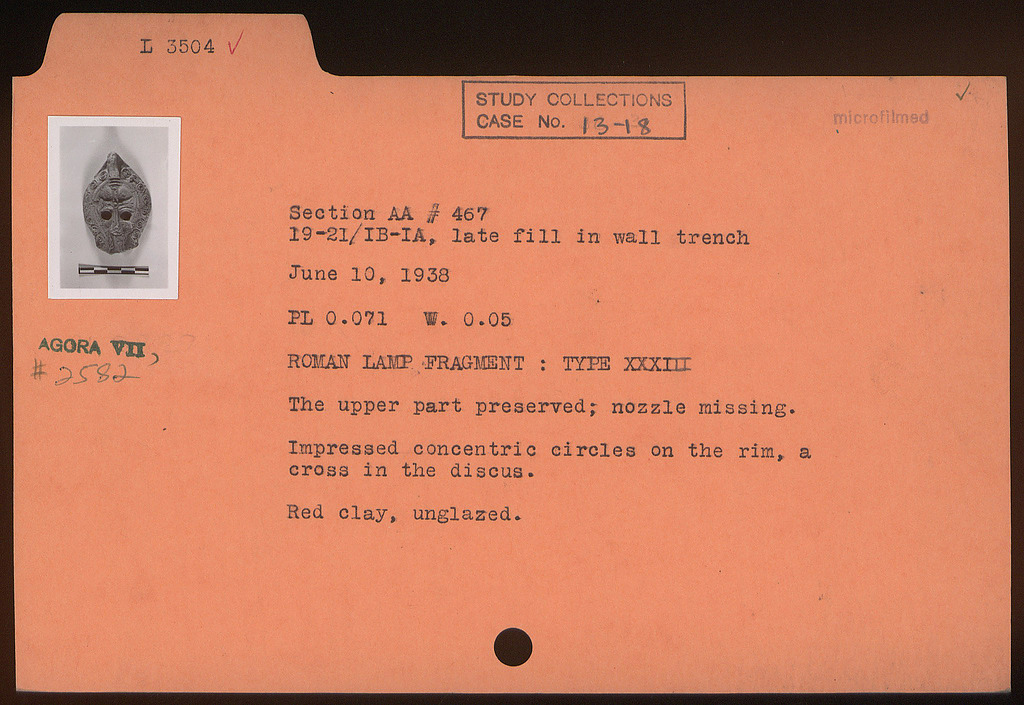 L 3504 ✓
STUDY COLLECTIONS
CASE No. 13-18
✓
microfilmed
Section AA # 467
19-21/IB-IA, late fill in wall trench
June 10, 1938
PL 0.071 W. 0.05
AGORA VII,
# 2582
ROMAN LAMP FRAGMENT : TYPE XXXIII
The upper part preserved; nozzle missing.
Impressed concentric circles on the rim, a
cross in the discus.
Red clay, unglazed.